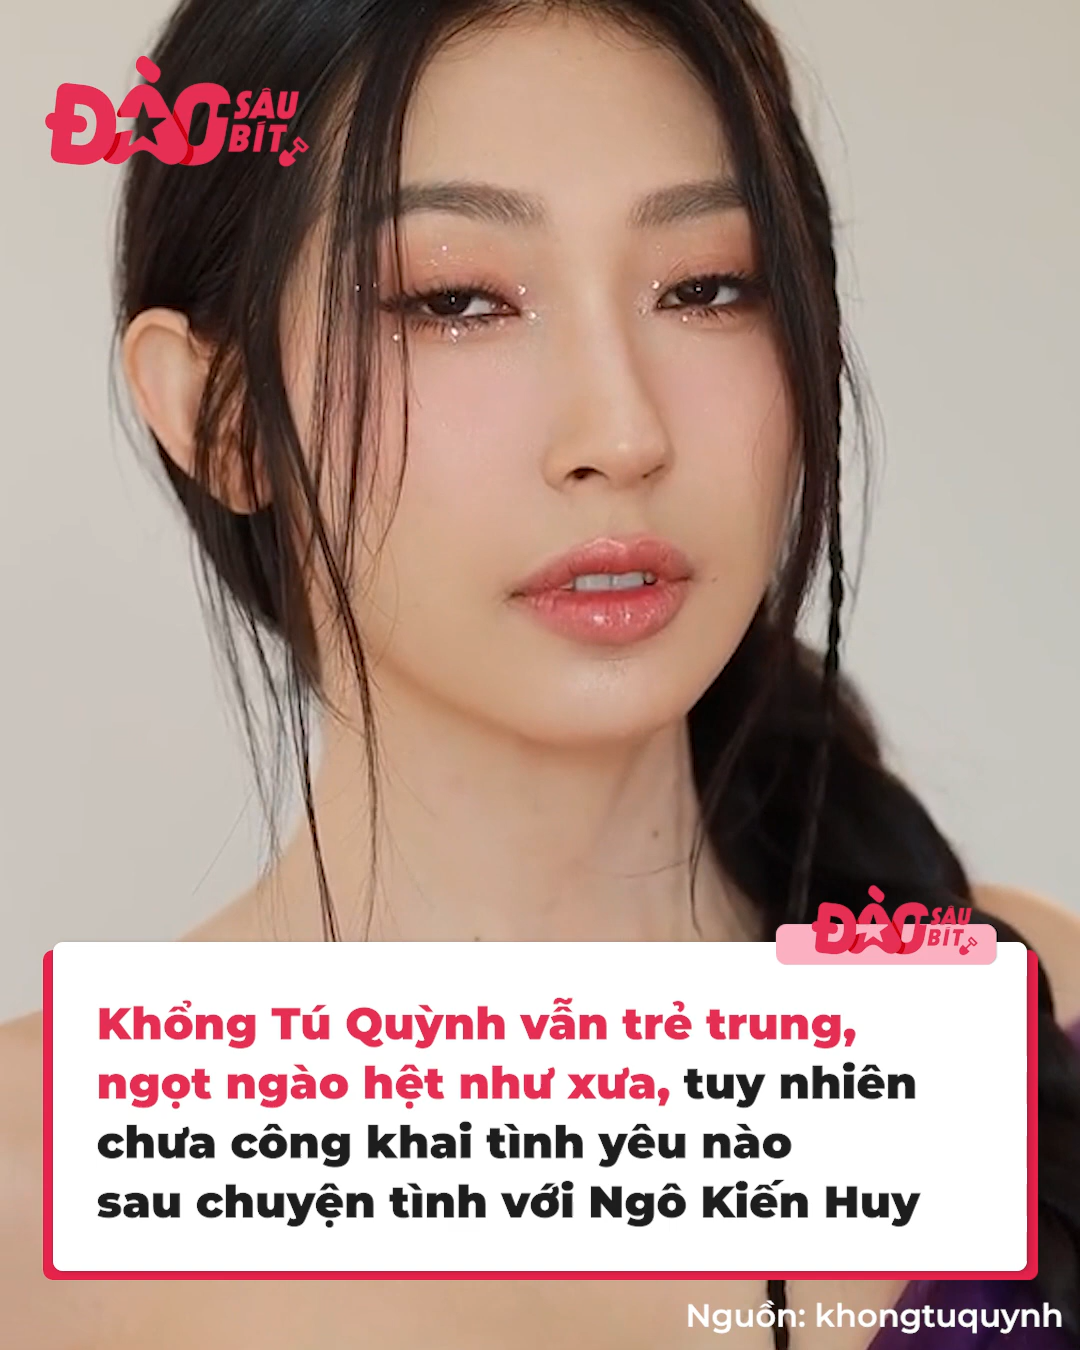 ĐÀO SÂU
BÍT
ĐÀO SÂU
BÍT
Khổng Tú Quỳnh vẫn trẻ trung,
ngọt ngào hệt như xưa, tuy nhiên
chưa công khai tình yêu nào
sau chuyện tình với Ngô Kiến Huy
Nguồn: khongtuquynh